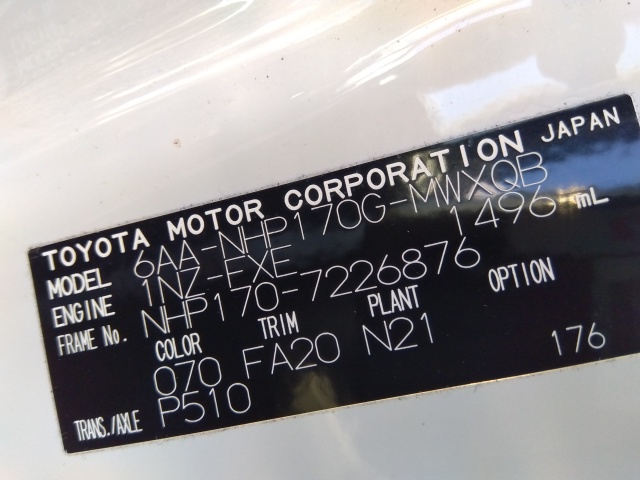 TOYOTA MOTOR CORPORATION JAPAN
MODEL 6AA-NHP170G-MWXQB
ENGINE 1NZ-EXE 1496 mL
FRAME No. NHP170-7226876
COLOR TRIM PLANT OPTION
070 FA20 N21
TRANS./AXLE P510 176